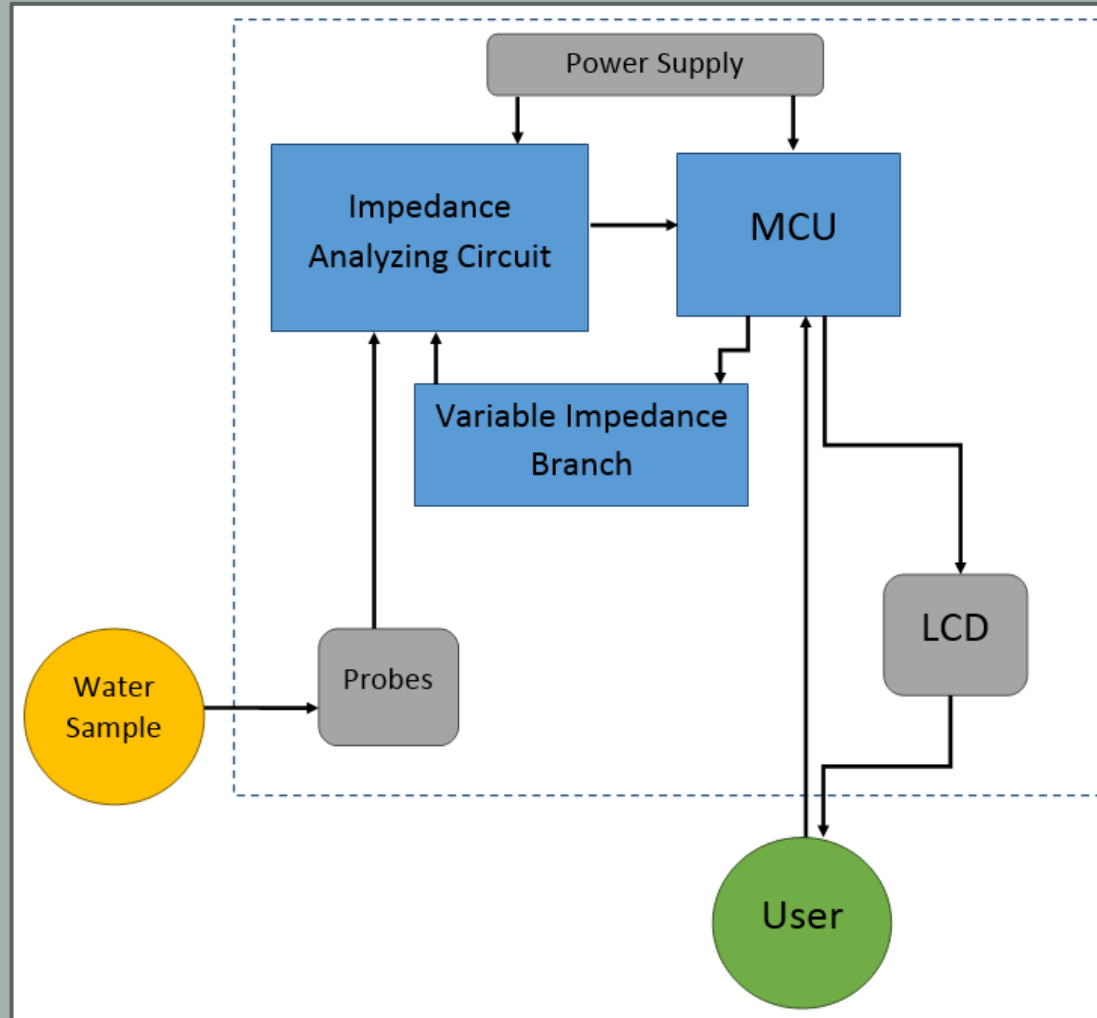 Power Supply
Impedance
Analyzing Circuit
MCU
Variable Impedance
Branch
LCD
Probes
Water
Sample
User